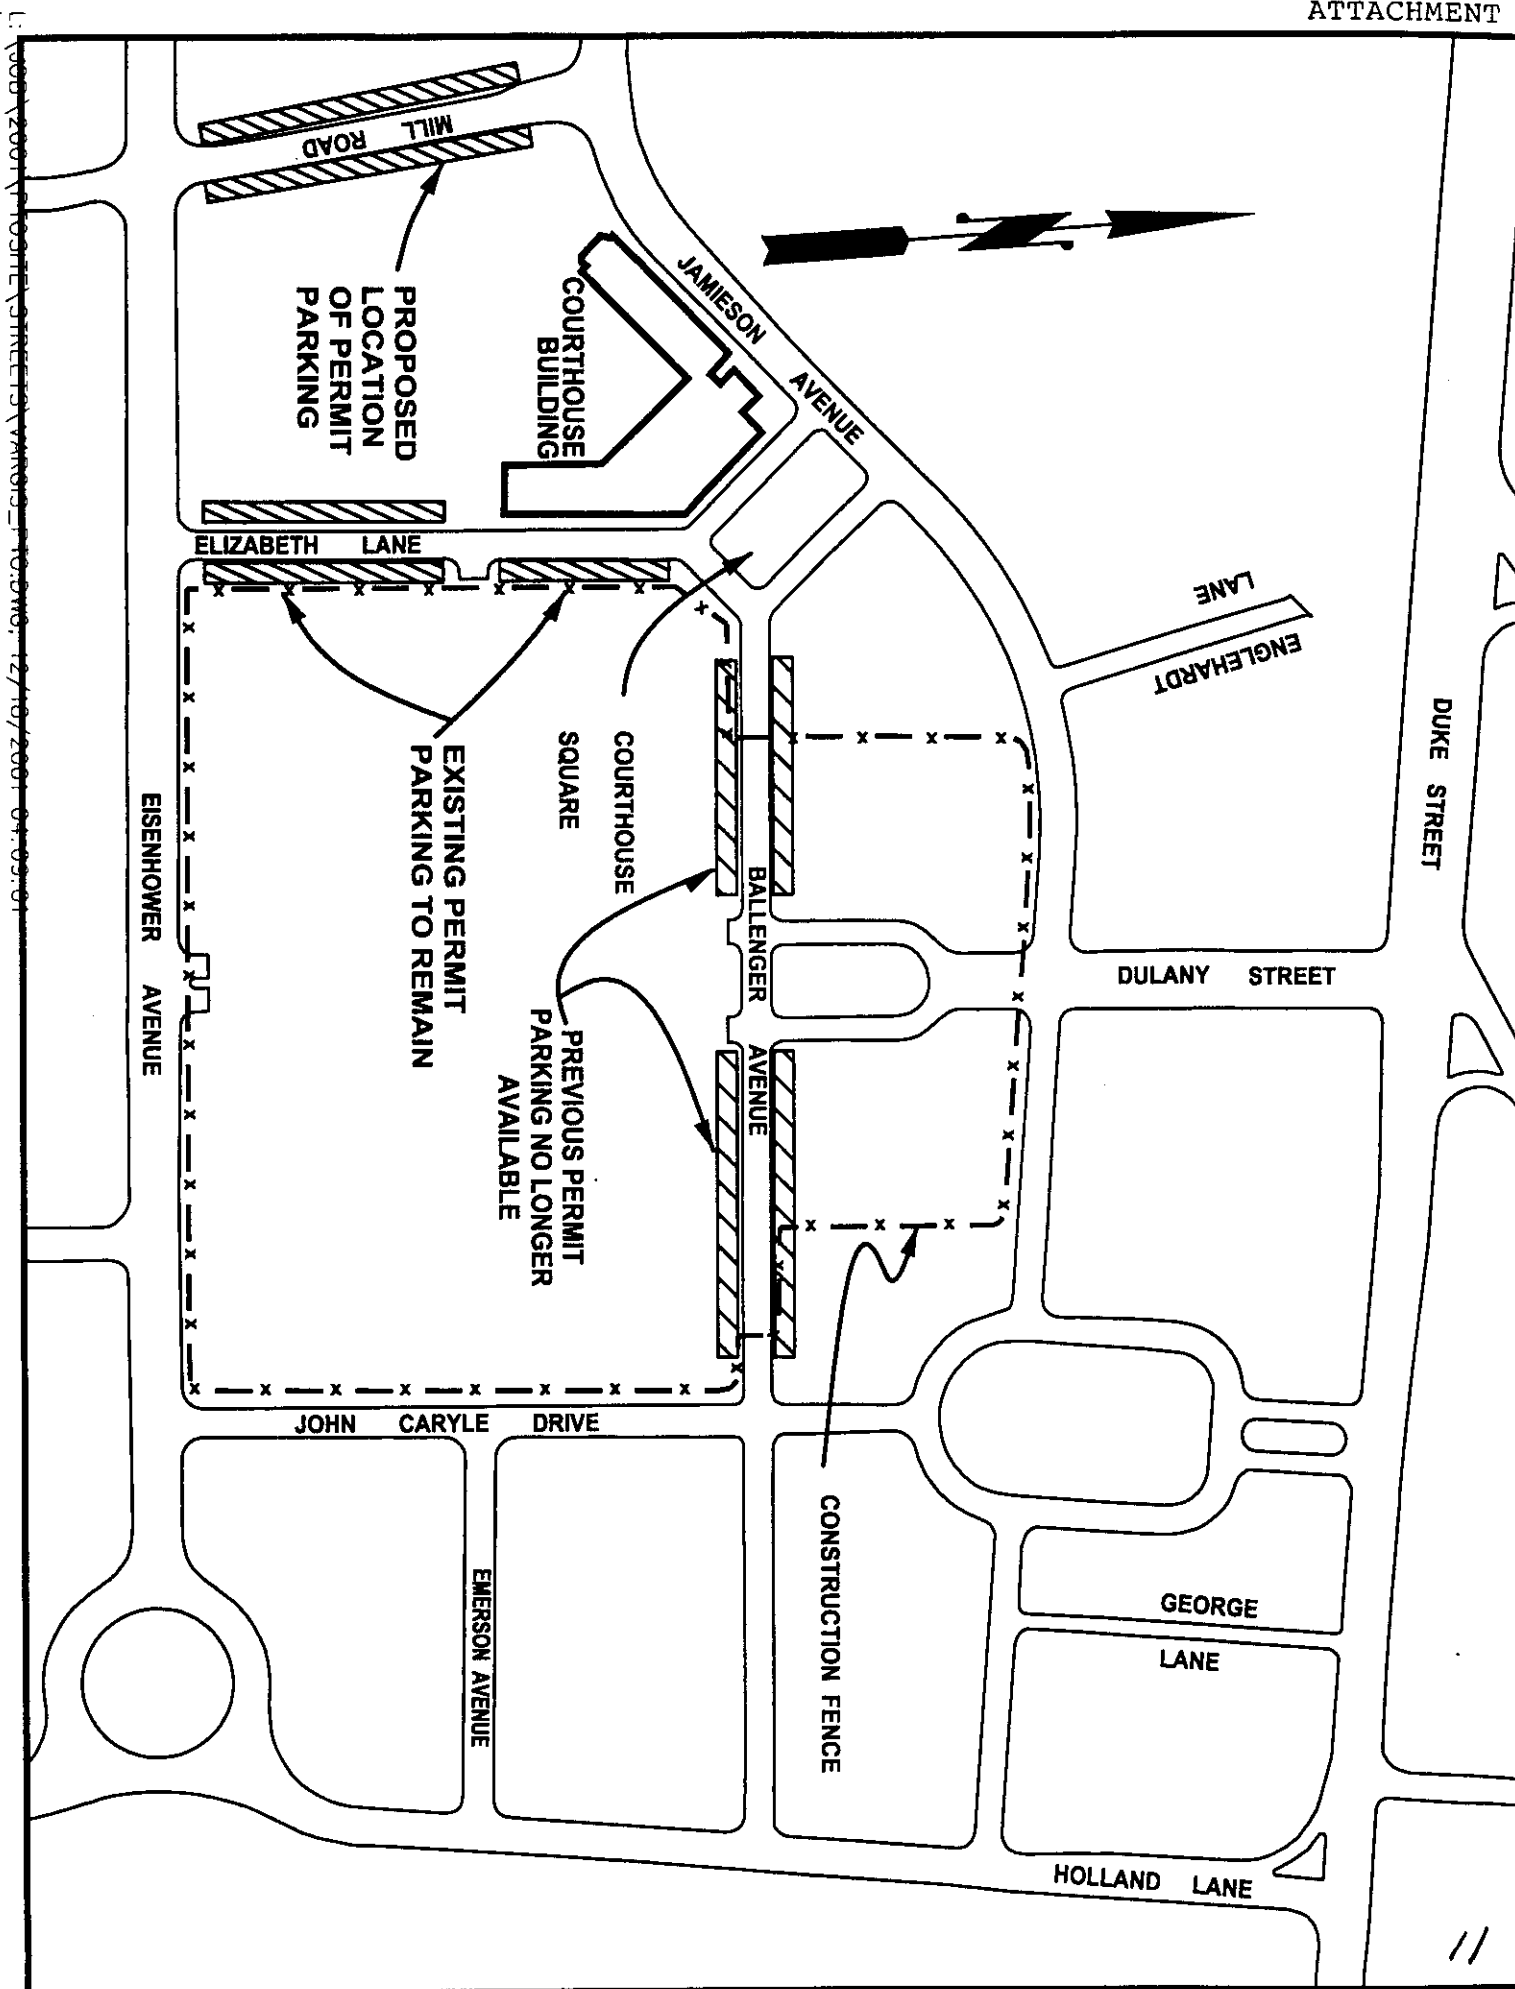 ATTACHMENT
MILL ROAD
PROPOSED
LOCATION
OF PERMIT
PARKING
COURTHOUSE
BUILDING
JAMIESON AVENUE
ELIZABETH LANE
LANE
ENGLEHARDT
DUKE STREET
COURTHOUSE
SQUARE
EXISTING PERMIT
PARKING TO REMAIN
BALLENGER AVENUE
DULANY STREET
EISENHOWER AVENUE
PREVIOUS PERMIT
PARKING NO LONGER
AVAILABLE
JOHN CARYLE DRIVE
EMERSON AVENUE
CONSTRUCTION FENCE
GEORGE
LANE
HOLLAND LANE
11